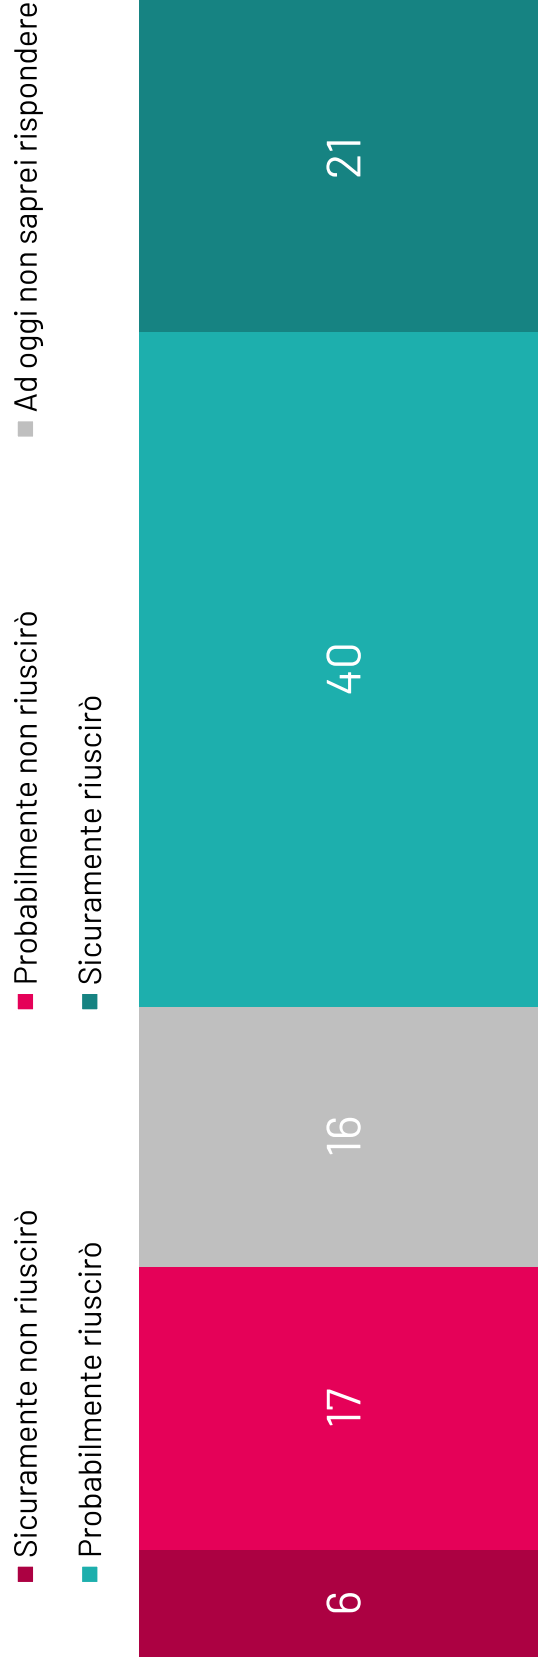 Sicuramente non riuscirò
Probabilmente non riuscirò
Ad oggi non saprei rispondere
Probabilmente riuscirò
Sicuramente riuscirò
6
17
16
40
21